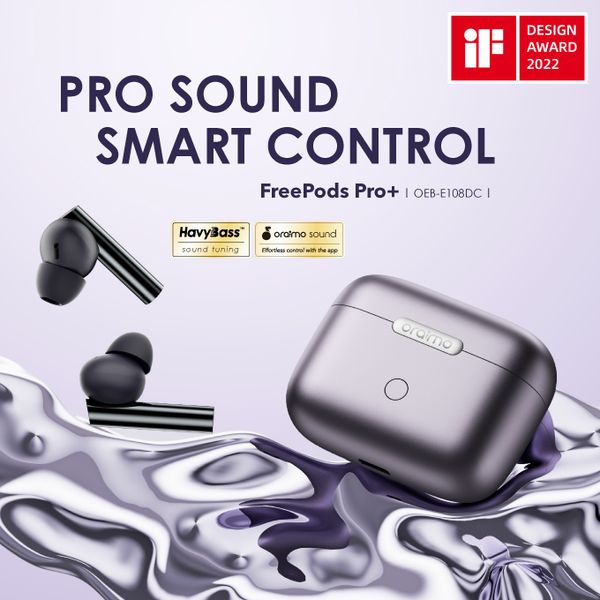 iF
DESIGN
AWARD
2022
PRO SOUND
SMART CONTROL
FreePods Pro+ | OEB-E108DC |
HavyBass™
sound tuning
oraimo sound
Effortless control with the app
oraimo